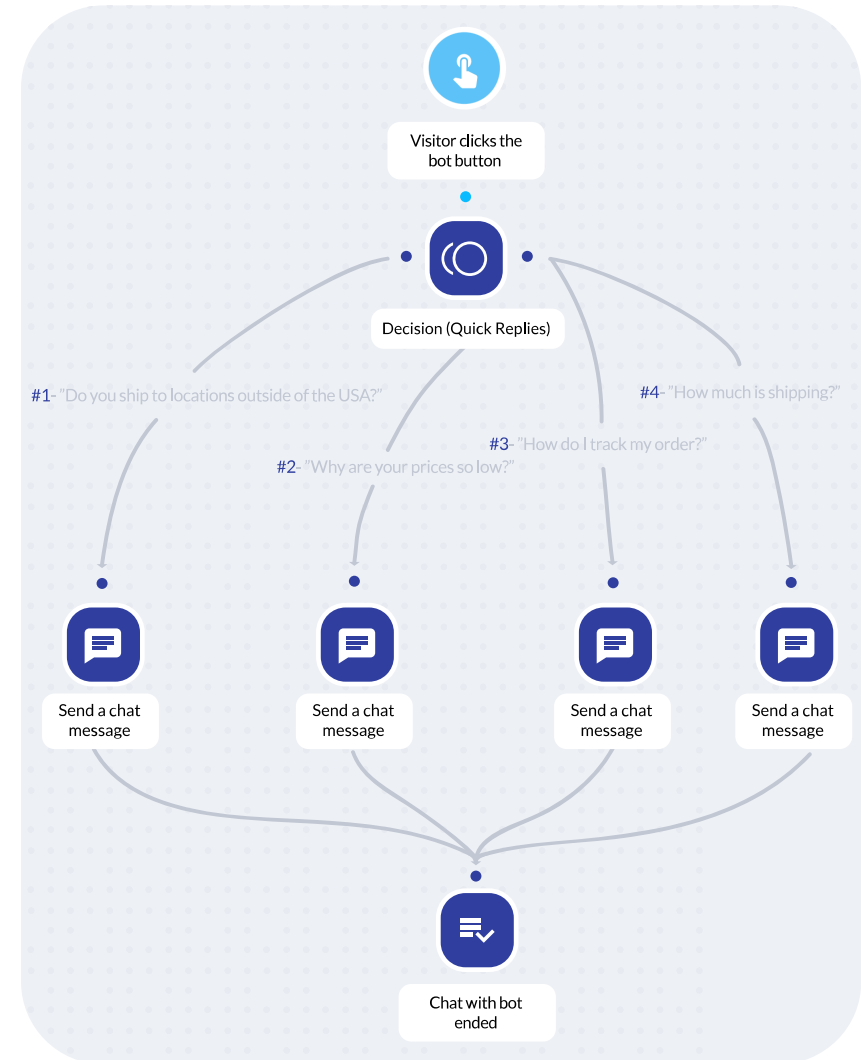 Visitor clicks the
bot button
Decision (Quick Replies)
#1- "Do you ship to locations outside of the USA?"
#4- "How much is shipping?"
#3- "How do I track my order?"
#2- "Why are your prices so low?"
Send a chat
message
Send a chat
message
Send a chat
message
Send a chat
message
Chat with bot
ended